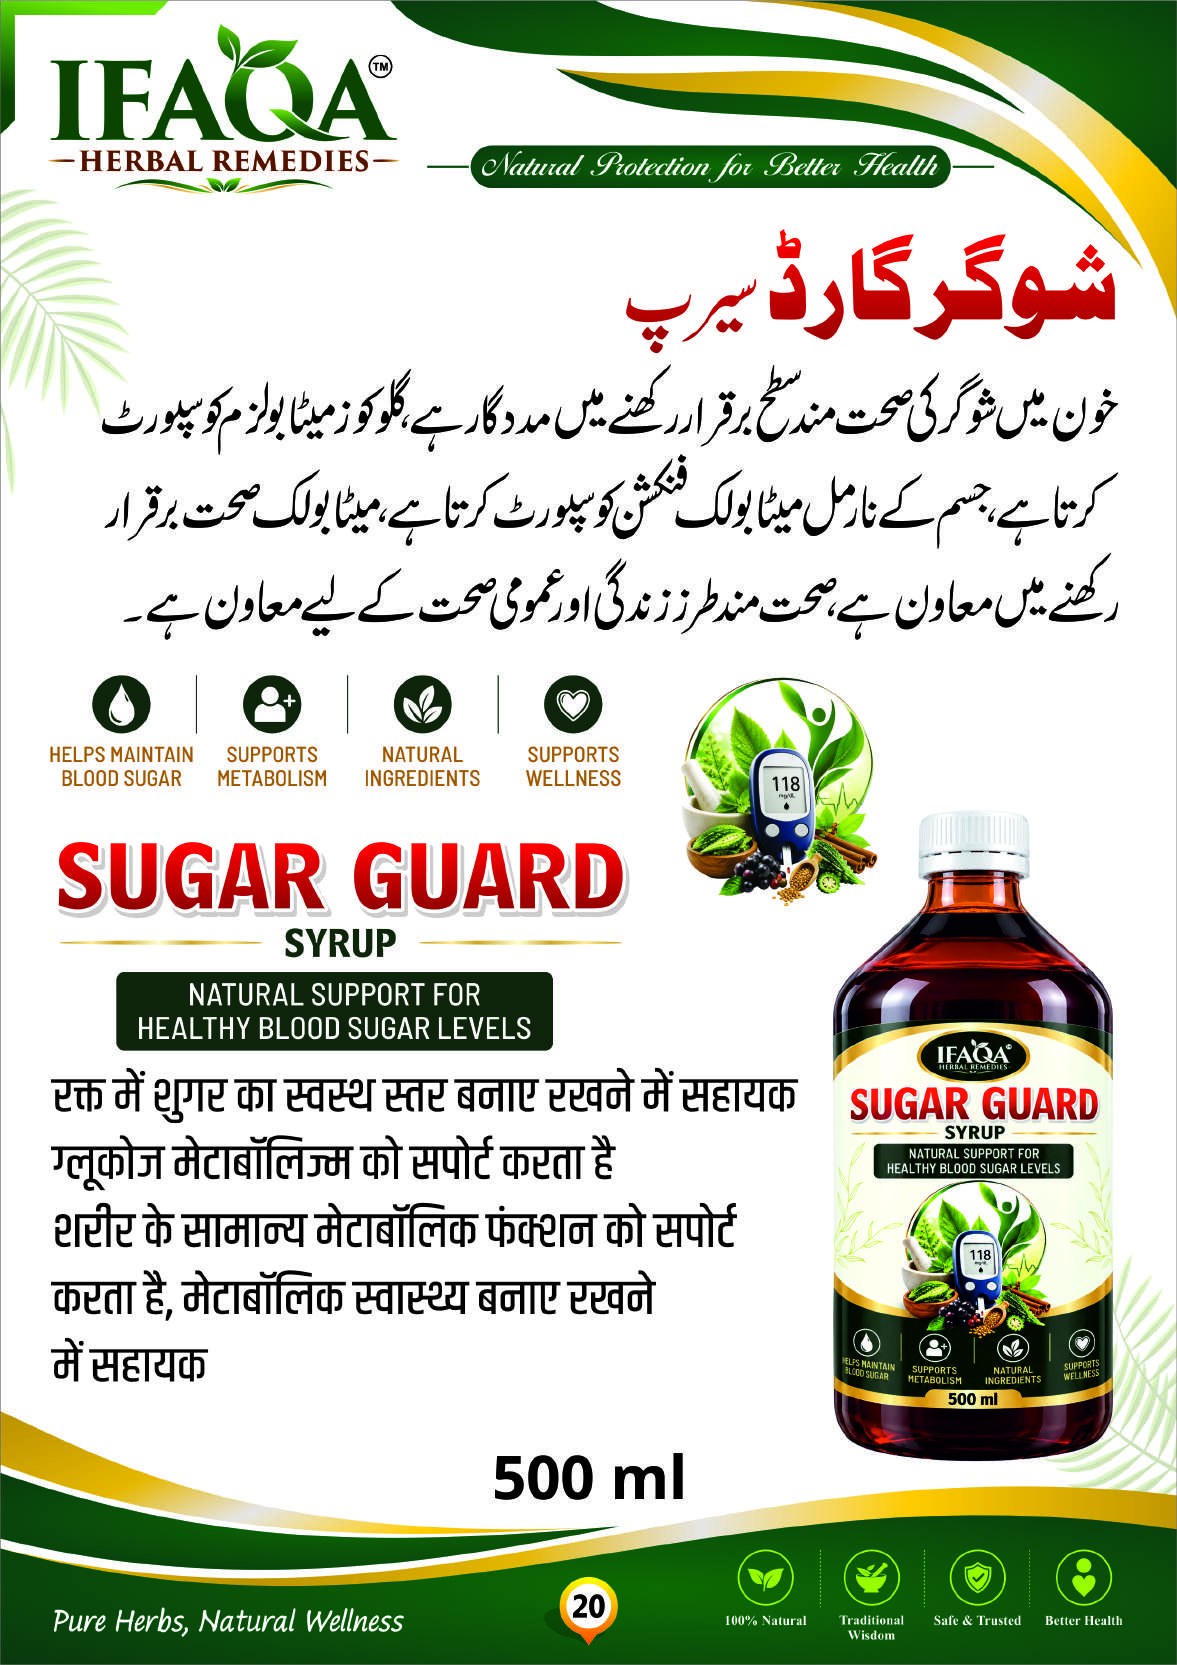 IFAQA™
HERBAL REMEDIES
Natural Protection for Better Health
شوگر گارڈ سیرپ
خون میں شوگر کی صحت مند سطح برقرار رکھنے میں مددگار ہے، گلوکوز میٹابولزم کو سپورٹ
کرتا ہے، جسم کے نارمل میٹابولک فنکشن کو سپورٹ کرتا ہے، میٹابولک صحت برقرار
رکھنے میں معاون ہے، صحت مند طرز زندگی اور عمومی صحت کے لیے معاون ہے۔
HELPS MAINTAIN
BLOOD SUGAR
SUPPORTS
METABOLISM
NATURAL
INGREDIENTS
SUPPORTS
WELLNESS
118
mg/dL
SUGAR GUARD
SYRUP
NATURAL SUPPORT FOR
HEALTHY BLOOD SUGAR LEVELS
रक्त में शुगर का स्वस्थ स्तर बनाए रखने में सहायक
ग्लूकोज मेटाबॉलिज्म को सपोर्ट करता है
शरीर के सामान्य मेटाबॉलिक फंक्शन को सपोर्ट
करता है, मेटाबॉलिक स्वास्थ्य बनाए रखने
में सहायक
IFAQA©
HERBAL REMEDIES
SUGAR GUARD
SYRUP
NATURAL SUPPORT FOR
HEALTHY BLOOD SUGAR LEVELS
118
mg/dL
HELPS MAINTAIN
BLOOD SUGAR
SUPPORTS
METABOLISM
NATURAL
INGREDIENTS
SUPPORTS
WELLNESS
500 ml
500 ml
Pure Herbs, Natural Wellness
20
100% Natural
Traditional
Wisdom
Safe & Trusted
Better Health